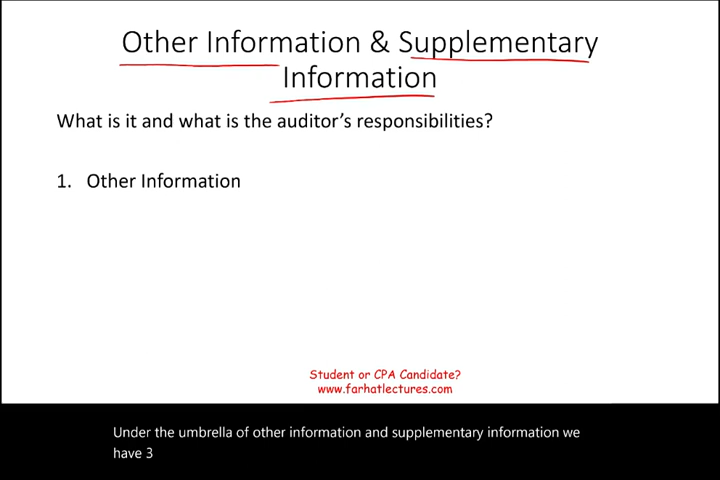 Other Information & Supplementary
Information
What is it and what is the auditor's responsibilities?
1. Other Information
Student or CPA Candidate?
www.farhatlectures.com
Under the umbrella of other information and supplementary information we
have 3